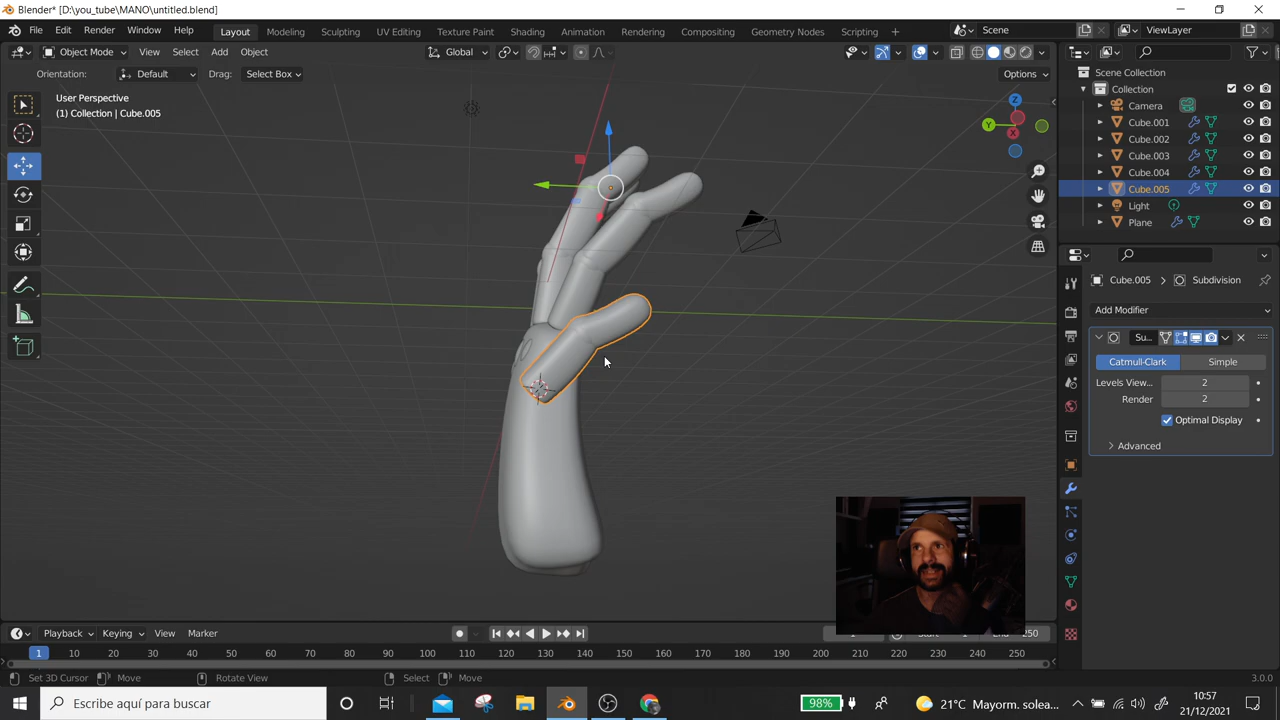 Blender* [D:\you_tube\MANO\untitled.blend]
File Edit Render Window Help Layout Modeling Sculpting UV Editing Texture Paint Shading Animation Rendering Compositing Geometry Nodes Scripting + Scene ViewLayer
Object Mode View Select Add Object Global
Orientation: Default Drag: Select Box Options
User Perspective
(1) Collection | Cube.005
Z
Y
X
Scene Collection
Collection
Camera
Cube.001
Cube.002
Cube.003
Cube.004
Cube.005
Light
Plane
Cube.005 > Subdivision
Add Modifier
Su...
Catmull-Clark Simple
Levels View... 2
Render 2
Optimal Display
Advanced
Playback Keying View Marker 1 Start 1 End 250
1 10 20 30 40 50 60 70 80 90 100 110 120 130 140 150 160 170 180 190 200 210 220 230 240 250
Set 3D Cursor Move Rotate View Select Move 3.0.0
Escribe aquí para buscar 98% 21°C Mayorm. solea... 10:57
21/12/2021